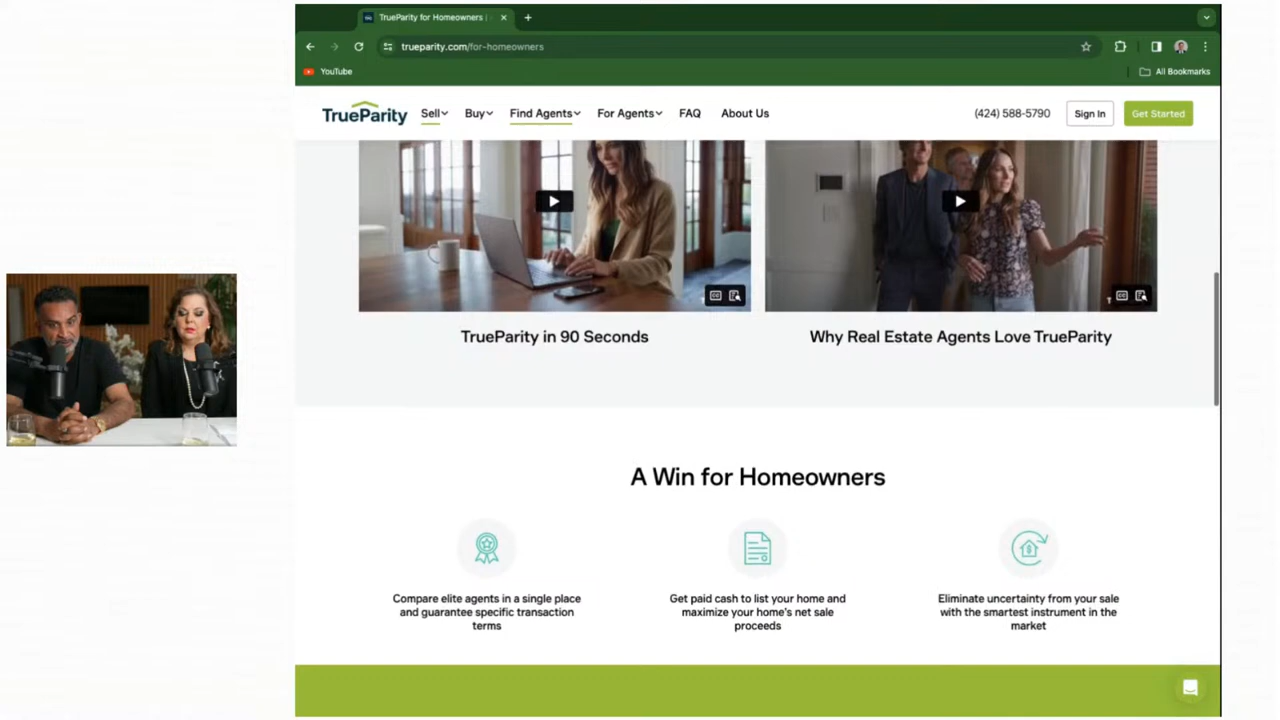 TrueParity for Homeowners |
trueparity.com/for-homeowners
YouTube
All Bookmarks
TrueParity
Sell
Buy
Find Agents
For Agents
FAQ
About Us
(424) 588-5790
Sign In
Get Started
CC
CC
TrueParity in 90 Seconds
Why Real Estate Agents Love TrueParity
A Win for Homeowners
Compare elite agents in a single place
and guarantee specific transaction
terms
Get paid cash to list your home and
maximize your home's net sale
proceeds
Eliminate uncertainty from your sale
with the smartest instrument in the
market